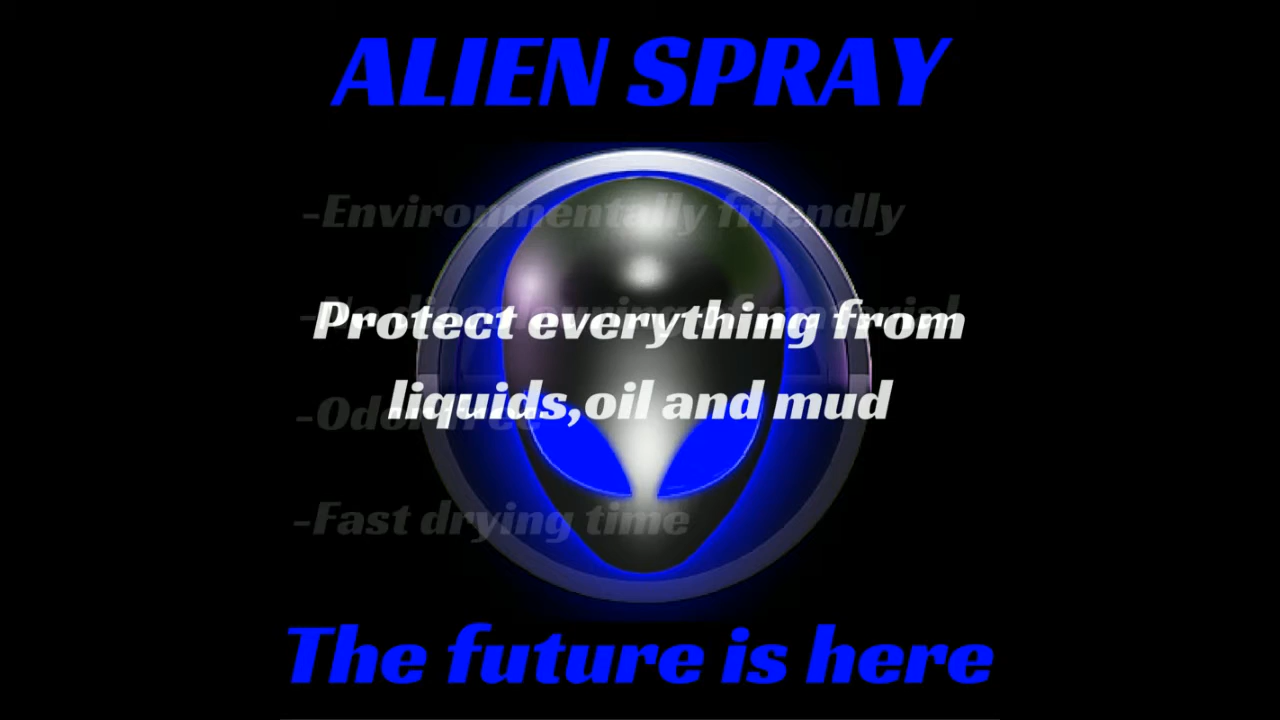 ALIEN SPRAY
-Environmentally friendly
Protect everything from
liquids,oil and mud
-Fast drying time
The future is here